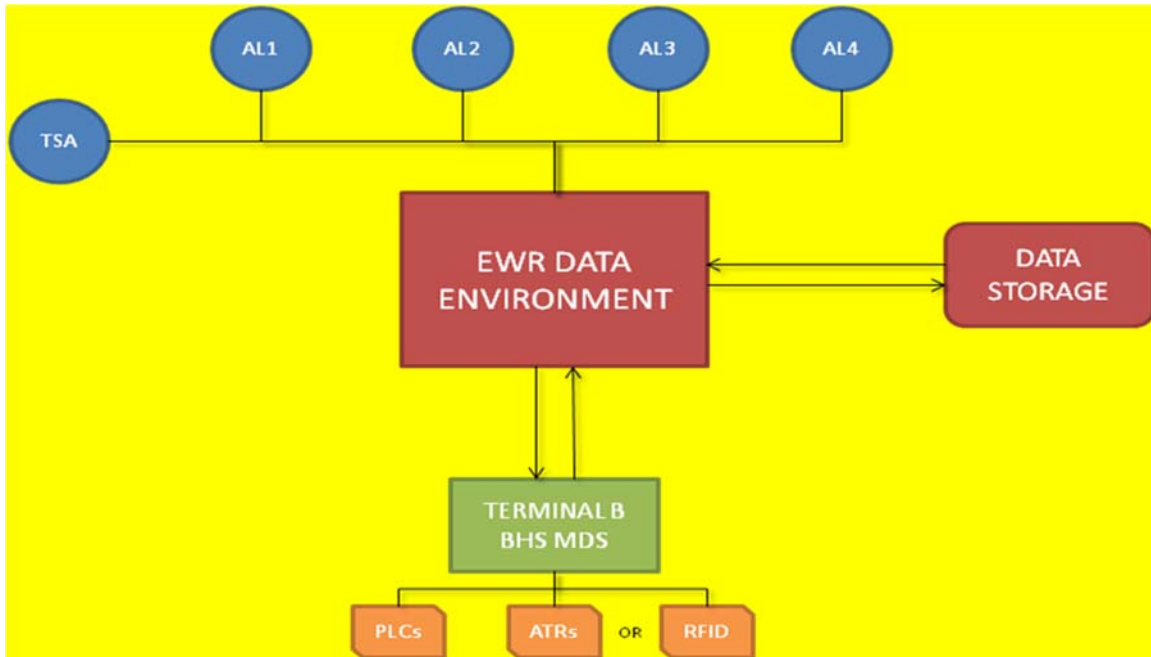 AL1
AL2
AL3
AL4
TSA
EWR DATA
ENVIRONMENT
DATA
STORAGE
TERMINAL B
BHS MDS
PLCs
ATRs
OR
RFID